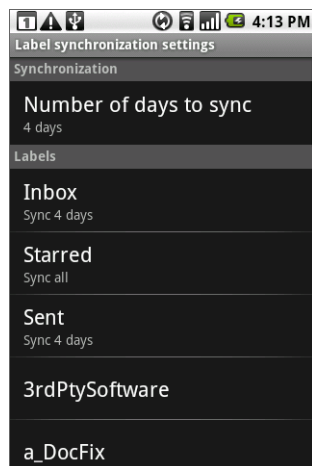 1 4:13 PM
Label synchronization settings
Synchronization
Number of days to sync
4 days
Labels
Inbox
Sync 4 days
Starred
Sync all
Sent
Sync 4 days
3rdPtySoftware
a_DocFix